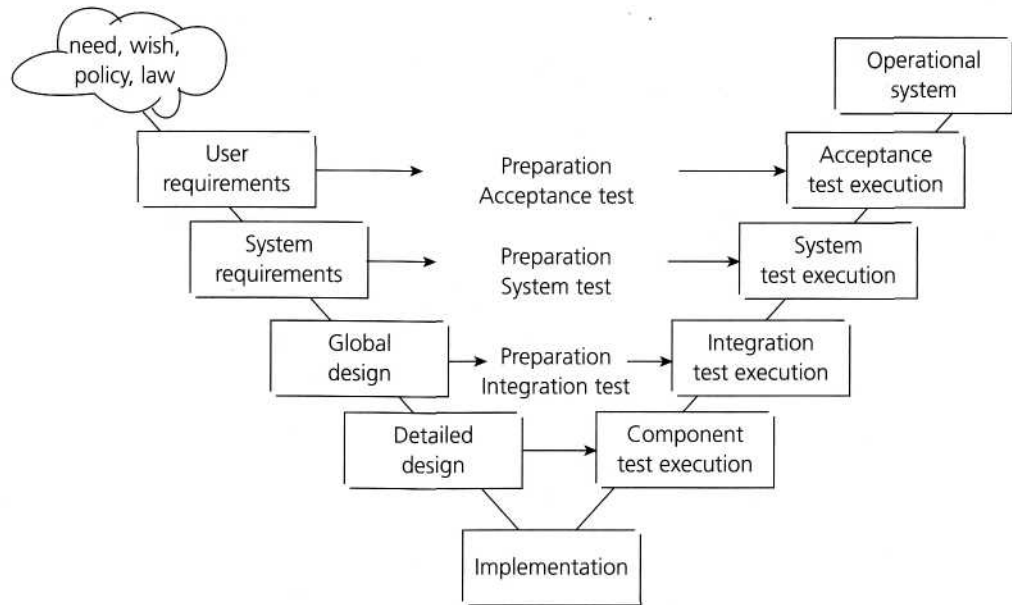 need, wish,
policy, law
Operational
system
User
requirements
Preparation
Acceptance test
Acceptance
test execution
System
requirements
Preparation
System test
System
test execution
Global
design
Preparation
Integration test
Integration
test execution
Detailed
design
Component
test execution
Implementation